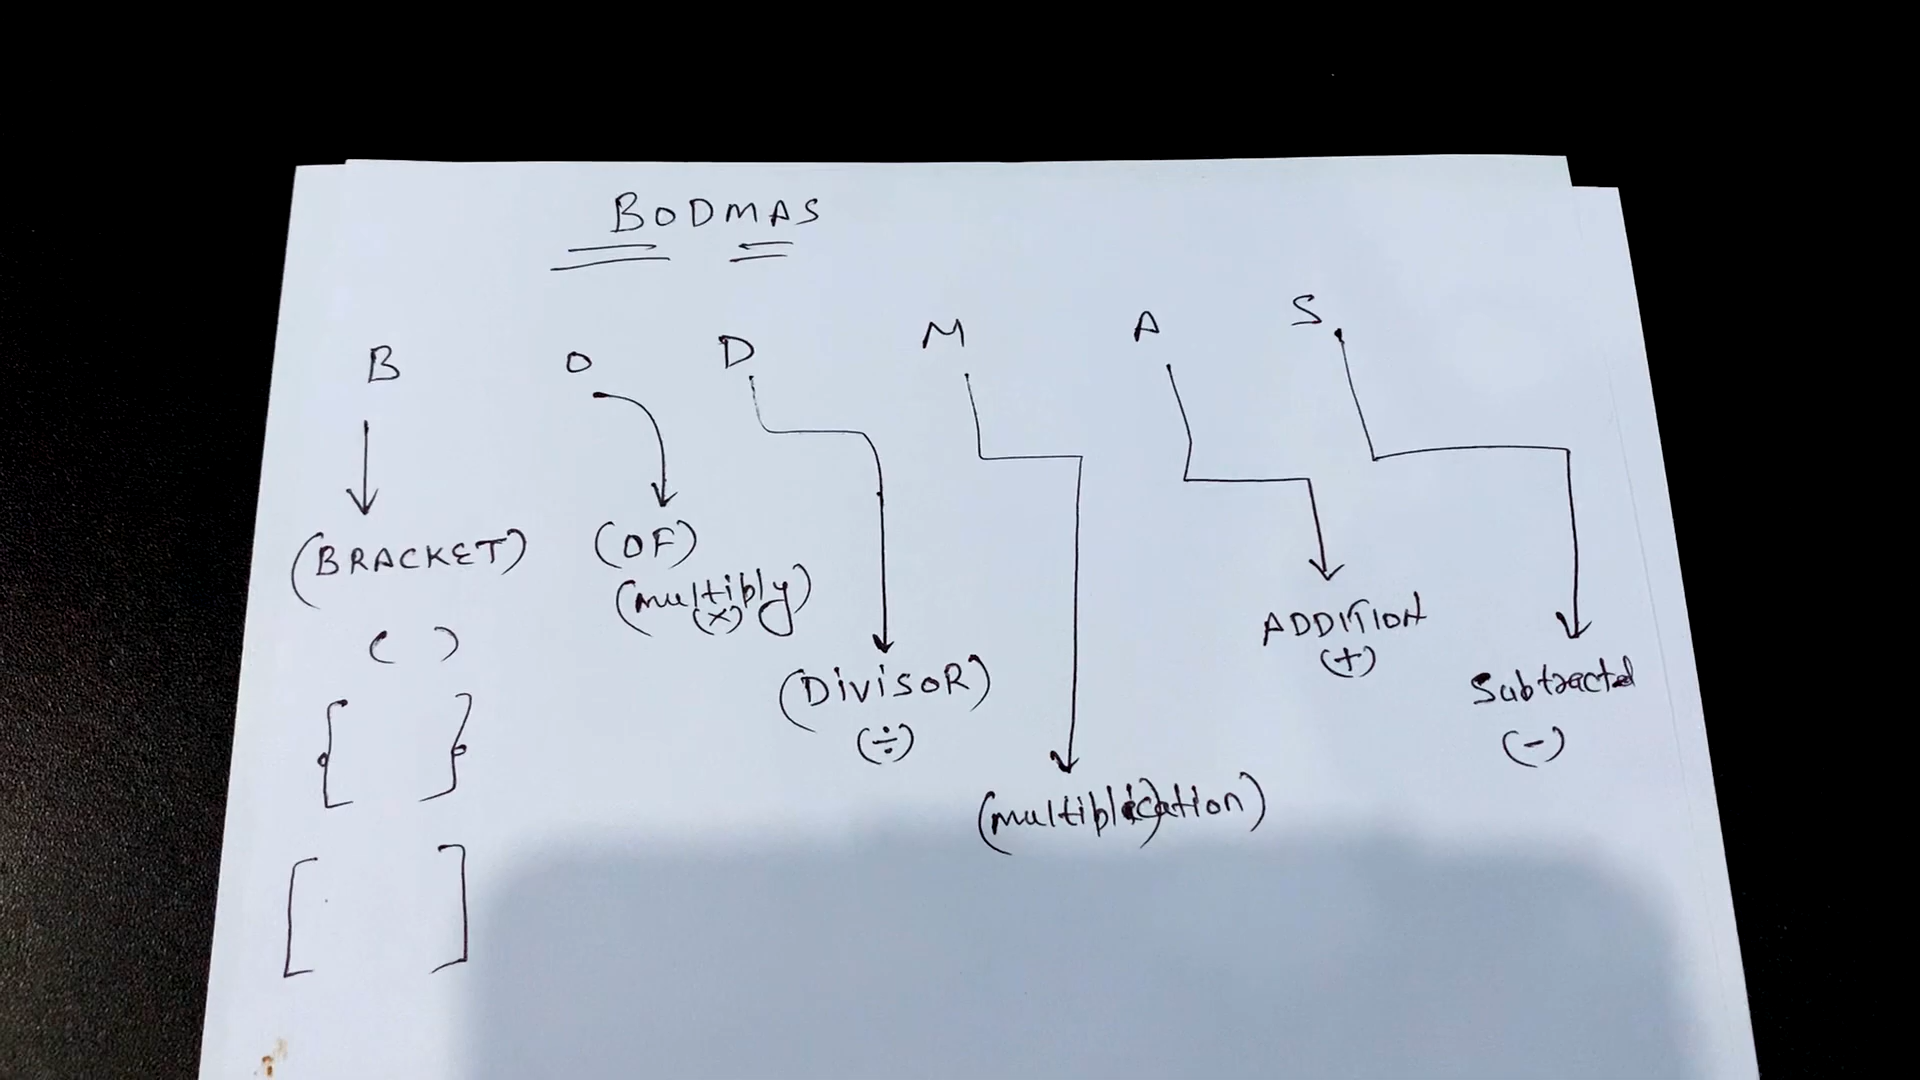 BODMAS
B O D M A S
(BRACKET)
( )
{ }
[ ]
(OF)
(multibly)
(×)
(DivisoR)
(÷)
(multiblication)
ADDITION
(+)
Subtracted
(-)